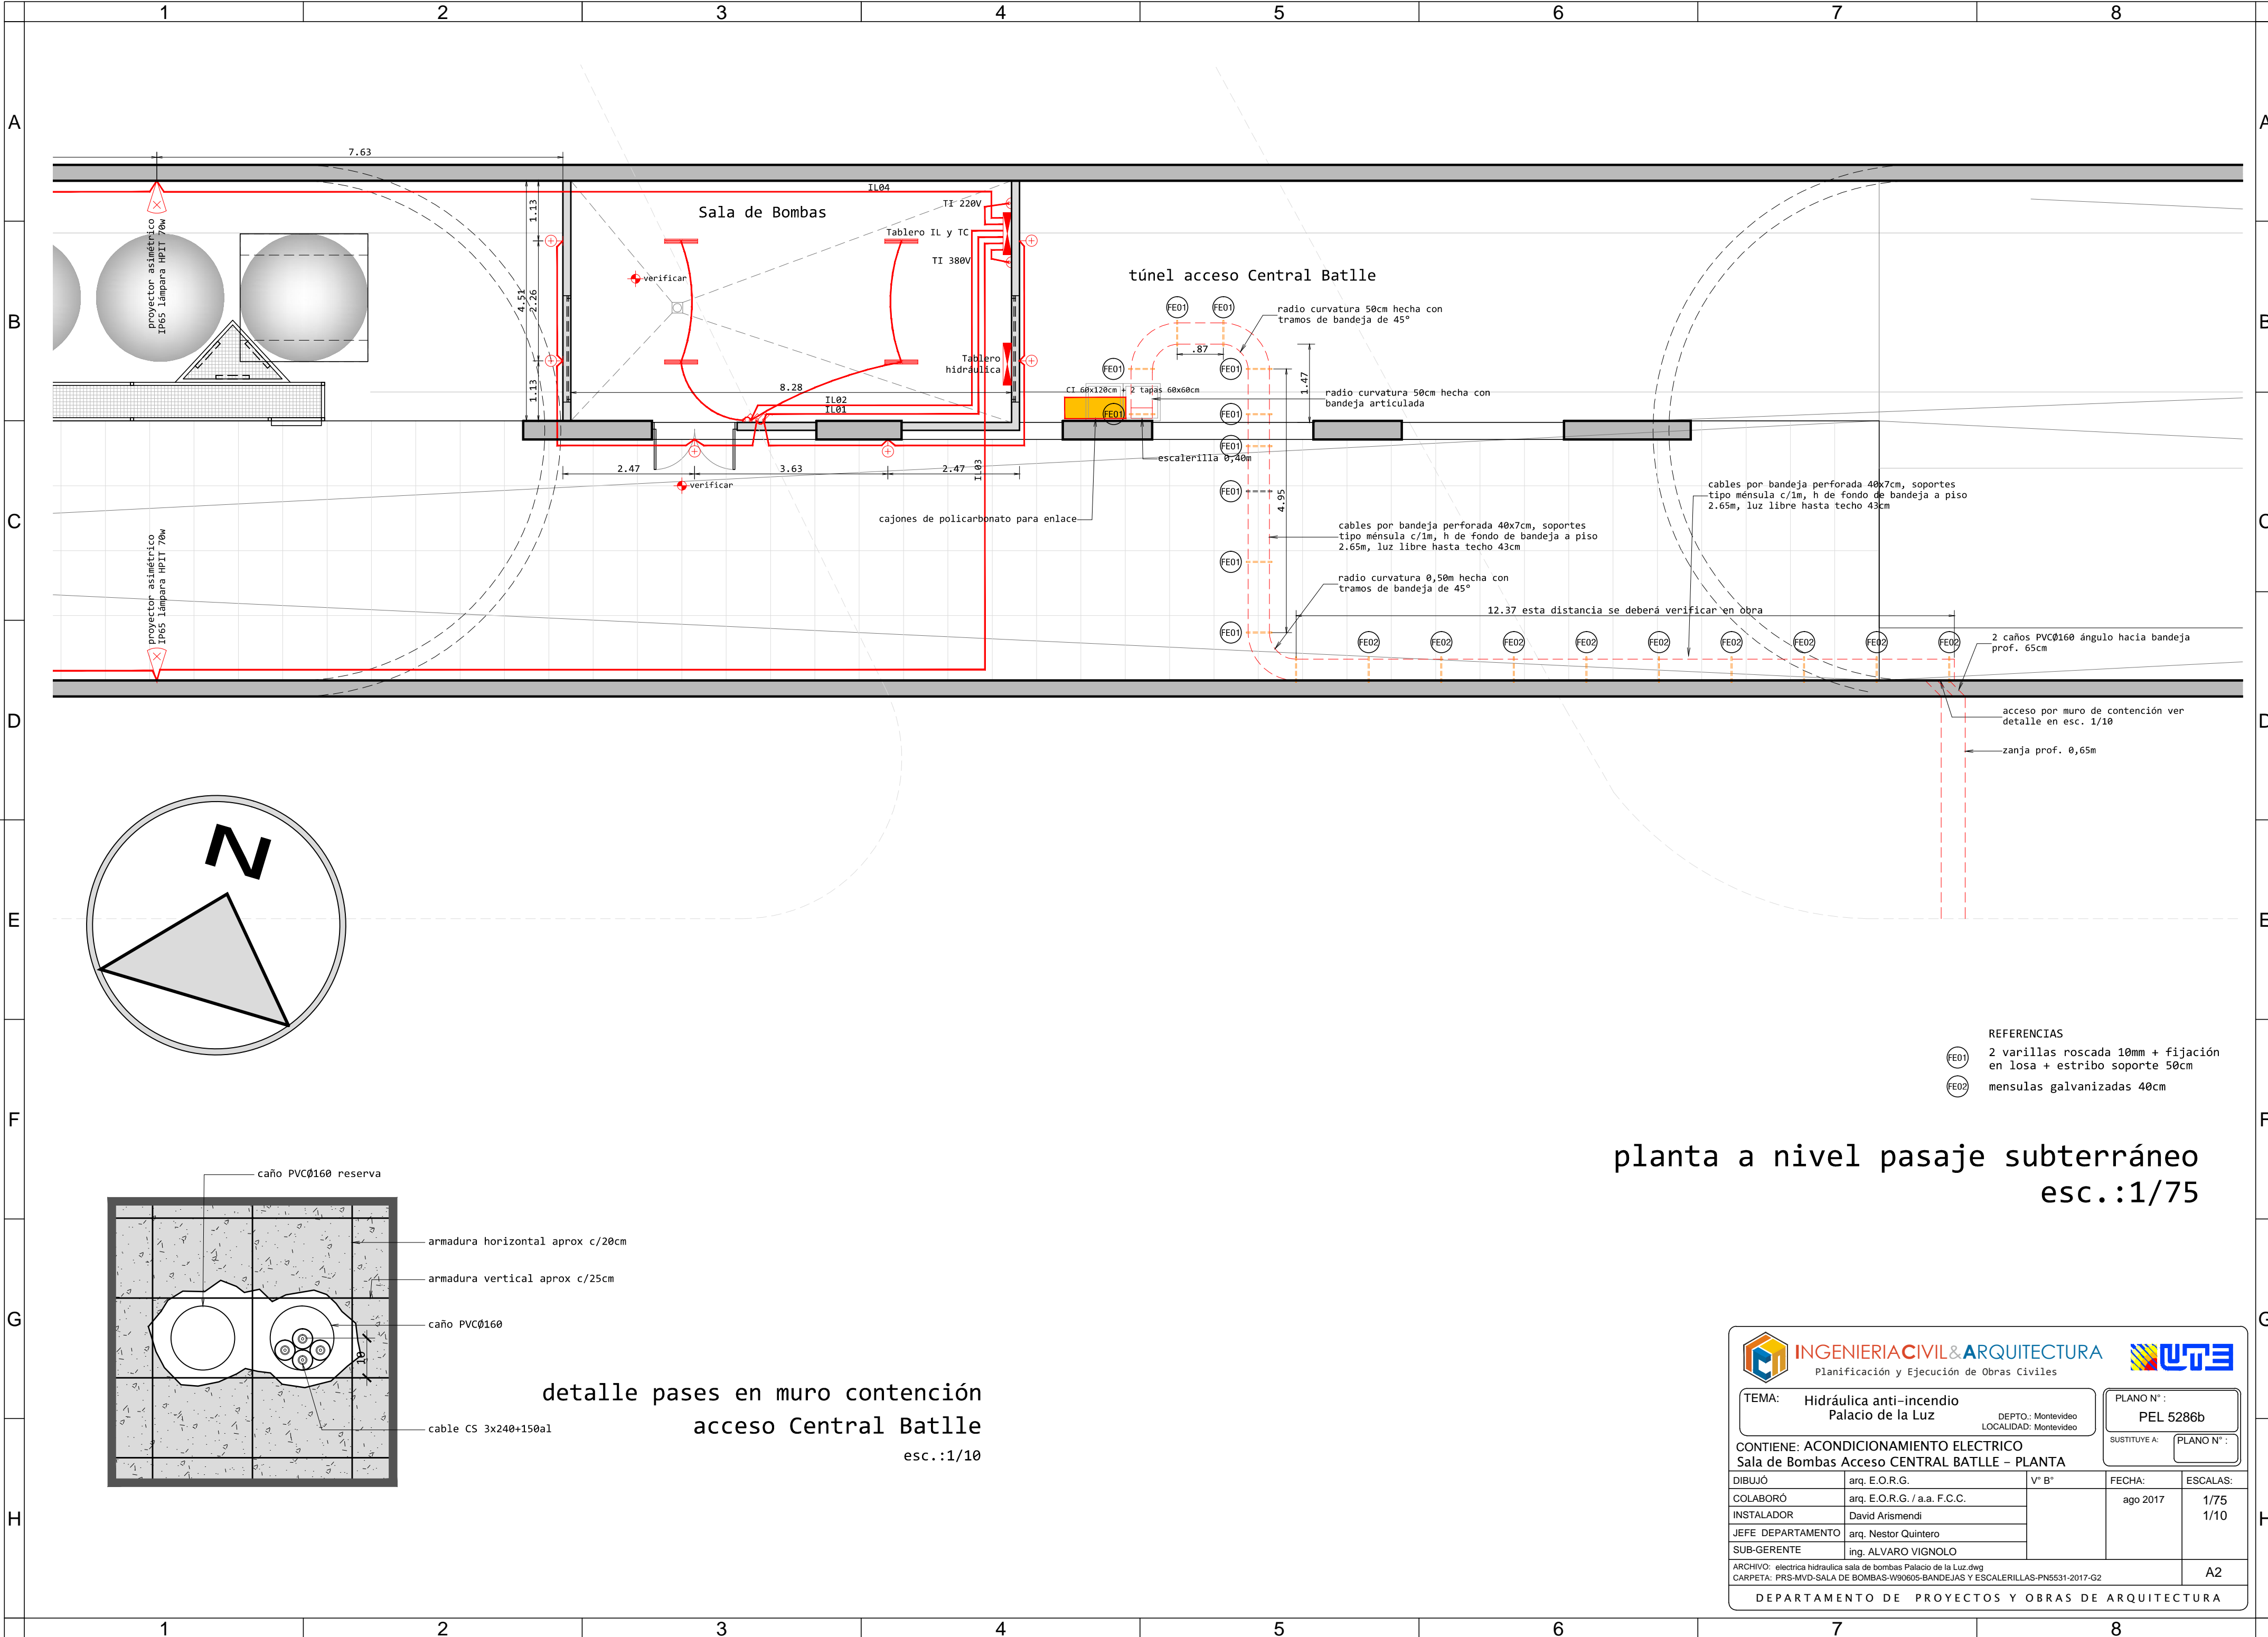 1 2 3 4 5 6 7 8
A
B
C
D
E
F
G
H
A
B
C
D
E
F
G
H
7.63
IL04
1.13
4.51
2.26
1.13
proyector asimétrico
IP65 lámpara HPIT 70w
Sala de Bombas
TI 220V
Tablero IL y TC
TI 380V
verificar
Tablero
hidráulica
8.28
IL02
IL01
2.47
3.63
2.47
IL03
verificar
túnel acceso Central Batlle
FE01
FE01
radio curvatura 50cm hecha con
tramos de bandeja de 45°
.87
FE01
FE01
1.47
CI 60x120cm + 2 tapas 60x60cm
radio curvatura 50cm hecha con
bandeja articulada
FE01
FE01
FE01
escalerilla 0,40m
FE01
4.95
cajones de policarbonato para enlace
cables por bandeja perforada 40x7cm, soportes
tipo ménsula c/1m, h de fondo de bandeja a piso
2.65m, luz libre hasta techo 43cm
cables por bandeja perforada 40x7cm, soportes
tipo ménsula c/1m, h de fondo de bandeja a piso
2.65m, luz libre hasta techo 43cm
FE01
proyector asimétrico
IP65 lámpara HPIT 70w
radio curvatura 0,50m hecha con
tramos de bandeja de 45°
12.37 esta distancia se deberá verificar en obra
FE01
FE02
FE02
FE02
FE02
FE02
FE02
FE02
FE02
FE02
2 caños PVCØ160 ángulo hacia bandeja
prof. 65cm
acceso por muro de contención ver
detalle en esc. 1/10
zanja prof. 0,65m
N
REFERENCIAS
FE01 2 varillas roscada 10mm + fijación
en losa + estribo soporte 50cm
FE02 mensulas galvanizadas 40cm
planta a nivel pasaje subterráneo
esc.:1/75
caño PVCØ160 reserva
armadura horizontal aprox c/20cm
armadura vertical aprox c/25cm
caño PVCØ160
10
cable CS 3x240+150al
detalle pases en muro contención
acceso Central Batlle
esc.:1/10
INGENIERIACIVIL&ARQUITECTURA
Planificación y Ejecución de Obras Civiles
UTE
TEMA: Hidráulica anti-incendio
Palacio de la Luz
DEPTO.: Montevideo
LOCALIDAD: Montevideo
PLANO N° :
PEL 5286b
SUSTITUYE A: PLANO N° :
CONTIENE: ACONDICIONAMIENTO ELECTRICO
Sala de Bombas Acceso CENTRAL BATLLE - PLANTA
DIBUJÓ arq. E.O.R.G. V° B° FECHA: ESCALAS:
COLABORÓ arq. E.O.R.G. / a.a. F.C.C. ago 2017 1/75
INSTALADOR David Arismendi 1/10
JEFE DEPARTAMENTO arq. Nestor Quintero
SUB-GERENTE ing. ALVARO VIGNOLO
ARCHIVO: electrica hidraulica sala de bombas Palacio de la Luz.dwg
CARPETA: PRS-MVD-SALA DE BOMBAS-W90605-BANDEJAS Y ESCALERILLAS-PN5531-2017-G2
A2
DEPARTAMENTO DE PROYECTOS Y OBRAS DE ARQUITECTURA
1 2 3 4 5 6 7 8